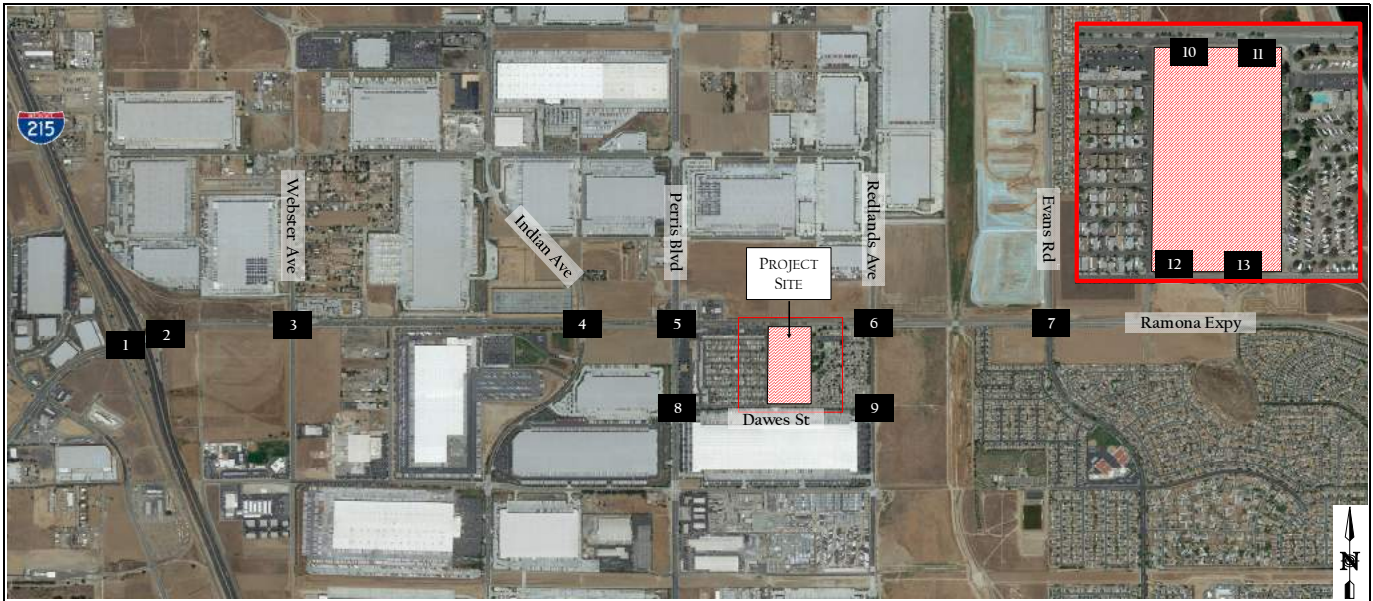 10
11
12
13
215
Webster Ave
Indian Ave
Perris Blvd
Redlands Ave
Evans Rd
PROJECT
SITE
1
2
3
4
5
6
7
Ramona Expy
8
9
Dawes St
N